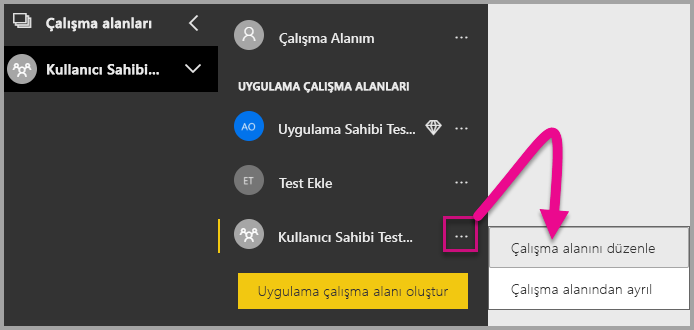 Çalışma alanları
Kullanıcı Sahibi...
Çalışma Alanım ...
UYGULAMA ÇALIŞMA ALANLARI
AO Uygulama Sahibi Tes... ...
ET Test Ekle ...
Kullanıcı Sahibi Test... ...
Uygulama çalışma alanı oluştur
Çalışma alanını düzenle
Çalışma alanından ayrıl